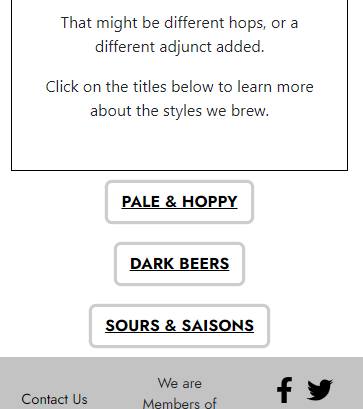 That might be different hops, or a
different adjunct added.
Click on the titles below to learn more
about the styles we brew.
PALE & HOPPY
DARK BEERS
SOURS & SAISONS
We are
Contact Us
Members of